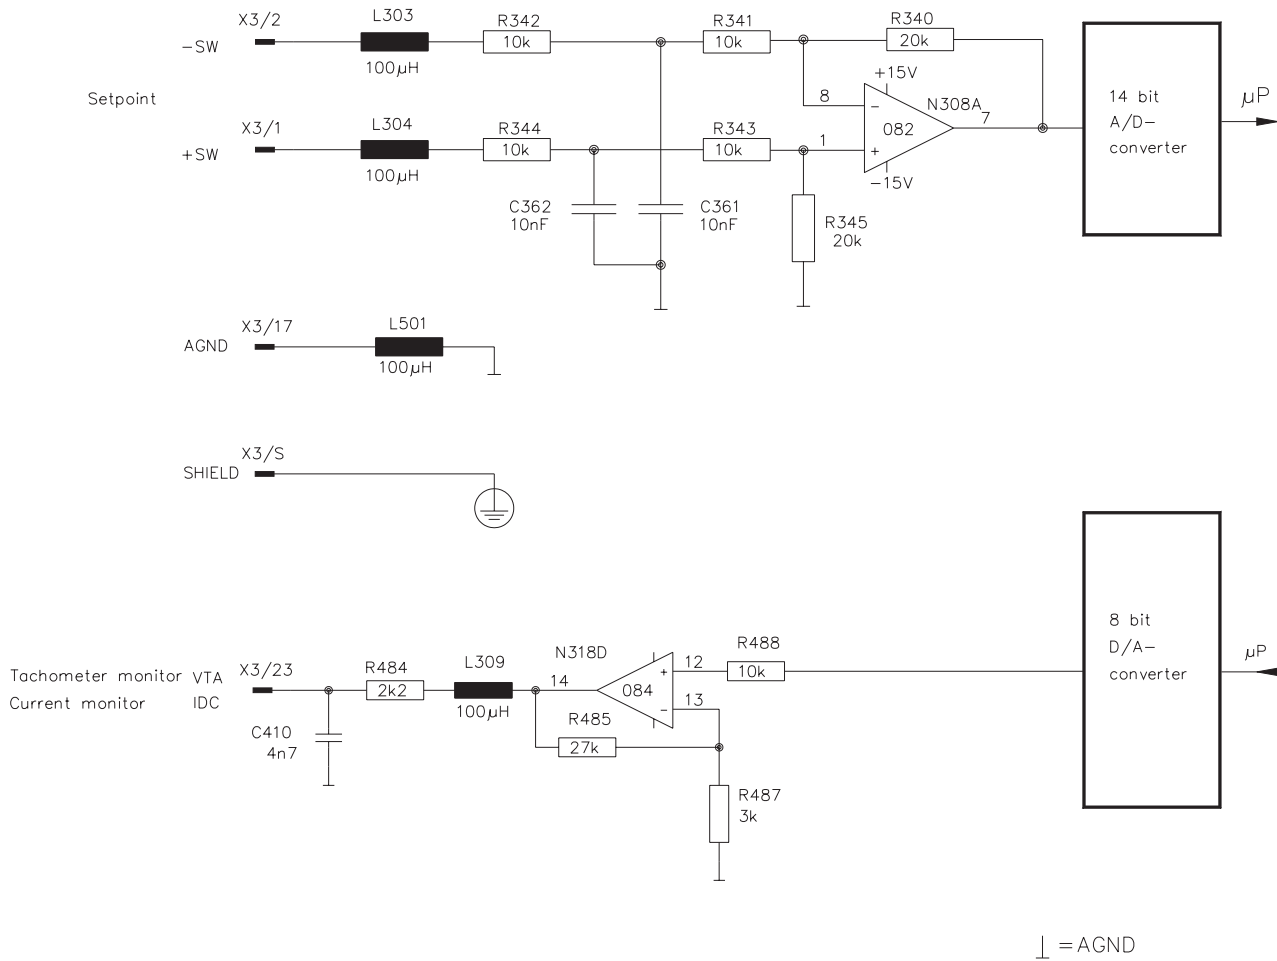 X3/2
-SW
L303
100µH
R342
10k
R341
10k
R340
20k
Setpoint
+15V
8
-
N308A
082
7
+
1
-15V
14 bit
A/D-
converter
µP
X3/1
+SW
L304
100µH
R344
10k
R343
10k
C362
10nF
C361
10nF
R345
20k
X3/17
AGND
L501
100µH
X3/S
SHIELD
8 bit
D/A-
converter
µP
Tachometer monitor VTA
Current monitor IDC
X3/23
R484
2k2
L309
100µH
14
N318D
084
+
-
12
13
R488
10k
C410
4n7
R485
27k
R487
3k
⊥ = AGND